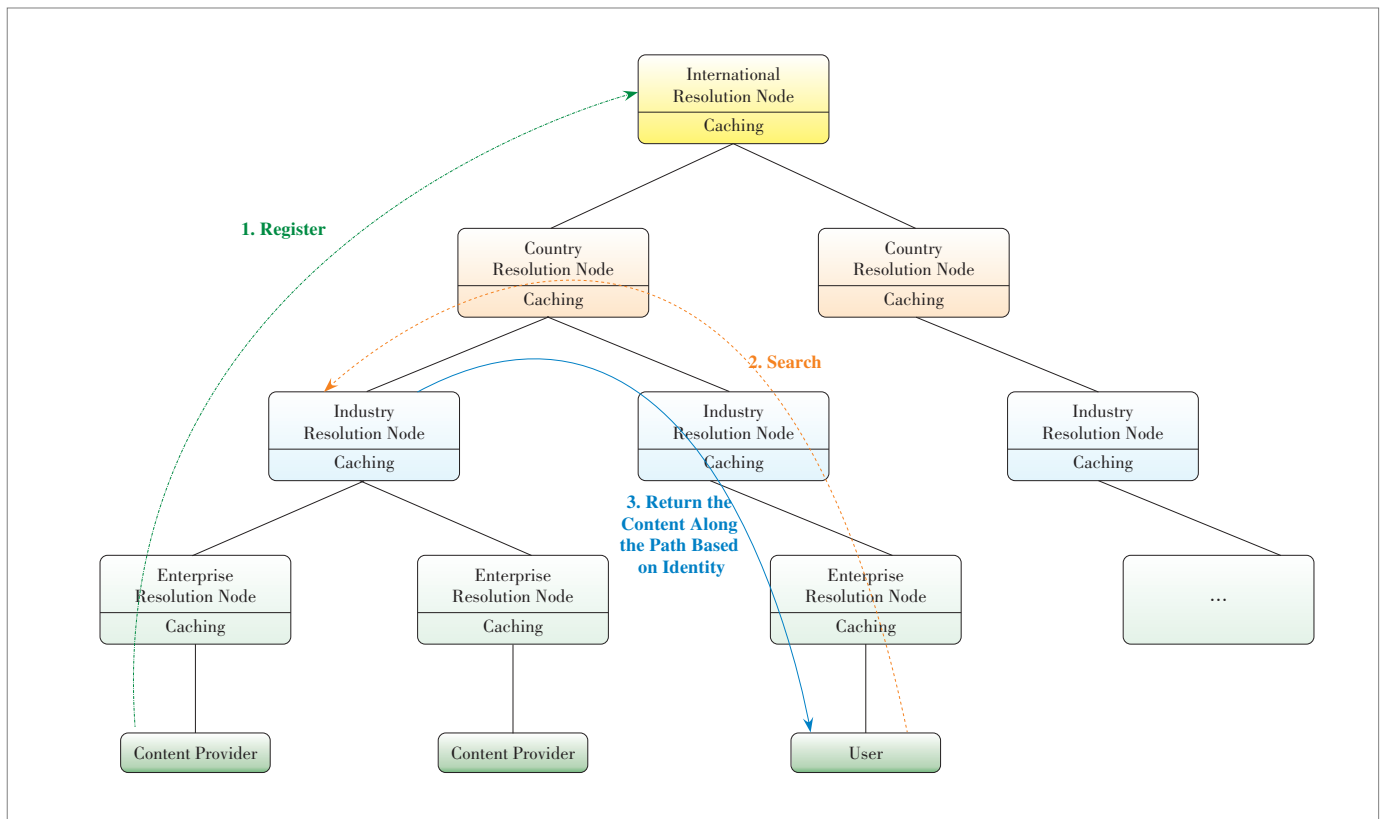 International
Resolution Node
Caching
1. Register
Country
Resolution Node
Caching
Country
Resolution Node
Caching
2. Search
Industry
Resolution Node
Caching
Industry
Resolution Node
Caching
Industry
Resolution Node
Caching
3. Return the
Content Along
the Path Based
on Identity
Enterprise
Resolution Node
Caching
Enterprise
Resolution Node
Caching
Enterprise
Resolution Node
Caching
...
Content Provider
Content Provider
User